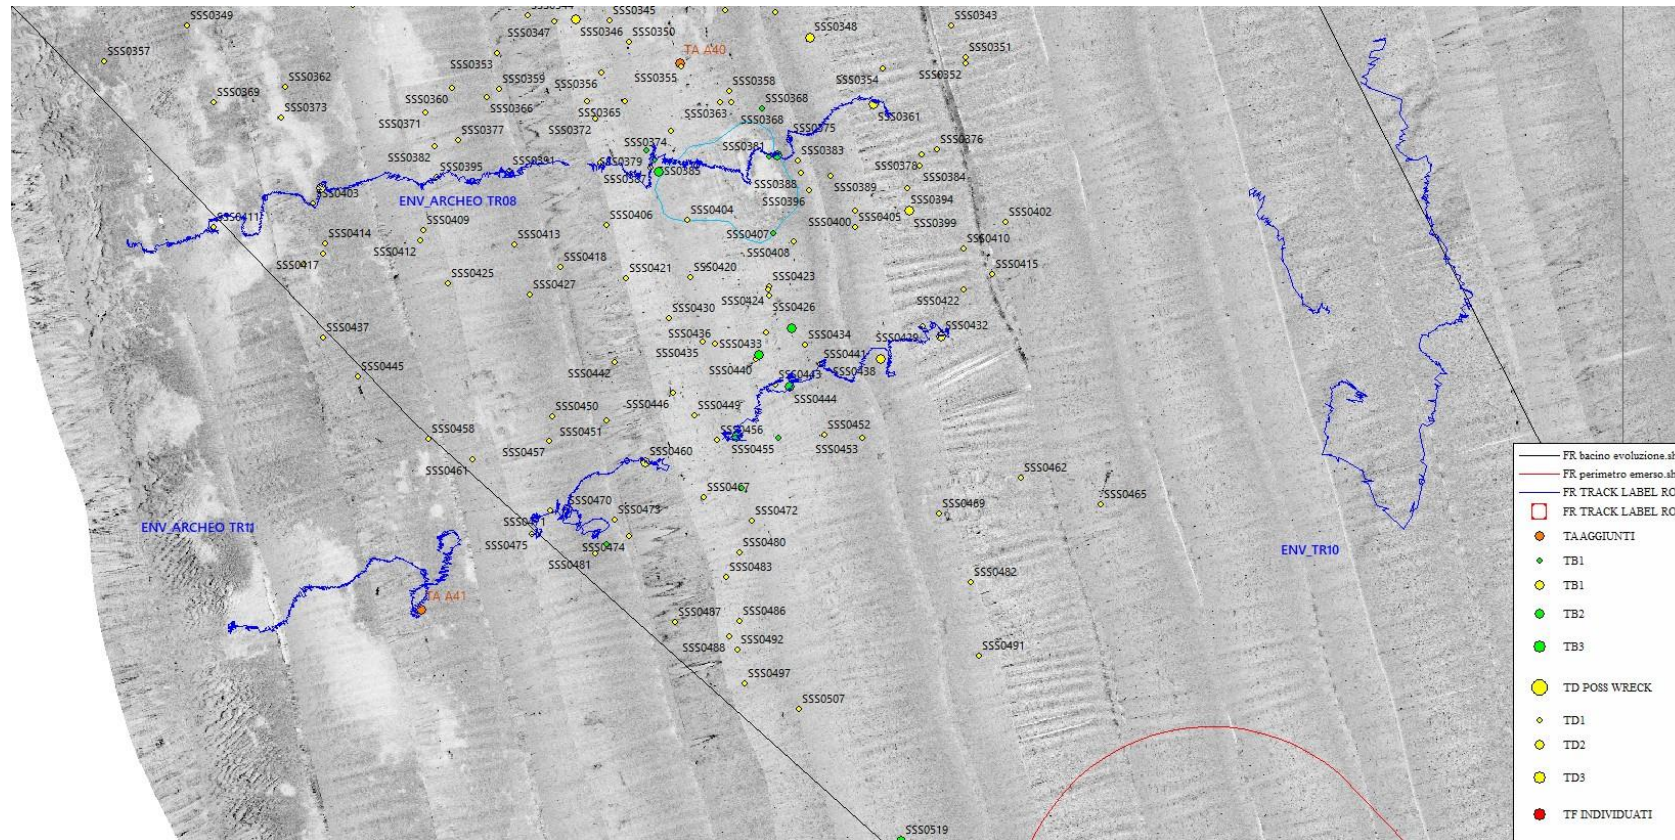 SSS0349
SSS0344
SSS0345
SSS0343
SSS0347
SSS0346
SSS0350
SSS0348
SSS0357
TA A40
SSS0351
SSS0353
SSS0355
SSS0354
SSS0352
SSS0362
SSS0359
SSS0356
SSS0358
SSS0369
SSS0360
SSS0366
SSS0365
SSS0363
SSS0368
SSS0361
SSS0373
SSS0371
SSS0372
SSS0368
SSS0375
SSS0377
SSS0374
SSS0381
SSS0376
SSS0382
SSS0395
SSS0391
SSS0379
SSS0383
SSS0378
SSS0387
SSS0385
SSS0388
SSS0389
SSS0384
SSS0403
ENV_ARCHEO TR08
SSS0396
SSS0394
SSS0411
SSS0409
SSS0406
SSS0404
SSS0400
SSS0405
SSS0399
SSS0402
SSS0414
SSS0412
SSS0413
SSS0407
SSS0408
SSS0410
SSS0417
SSS0418
SSS0415
SSS0425
SSS0421
SSS0420
SSS0423
SSS0427
SSS0424
SSS0422
SSS0430
SSS0426
SSS0437
SSS0436
SSS0434
SSS0429
SSS0432
SSS0435
SSS0433
SSS0441
SSS0445
SSS0442
SSS0440
SSS0443
SSS0438
SSS0446
SSS0444
SSS0450
SSS0449
SSS0458
SSS0451
SSS0456
SSS0452
SSS0457
SSS0455
SSS0453
SSS0461
SSS0460
SSS0462
SSS0467
SSS0469
SSS0465
SSS0470
SSS0473
SSS0472
ENV ARCHEO TR11
SSS0475
SSS0474
SSS0480
ENV_TR10
SSS0481
SSS0483
SSS0482
TA A41
SSS0487
SSS0486
SSS0488
SSS0492
SSS0491
SSS0497
SSS0507
SSS0519
FR bacino evoluzione.sh
FR perimetro emerso.sh
FR TRACK LABEL RO
FR TRACK LABEL RO
TA AGGIUNTI
TB1
TB1
TB2
TB3
TD POSS WRECK
TD1
TD2
TD3
TF INDIVIDUATI